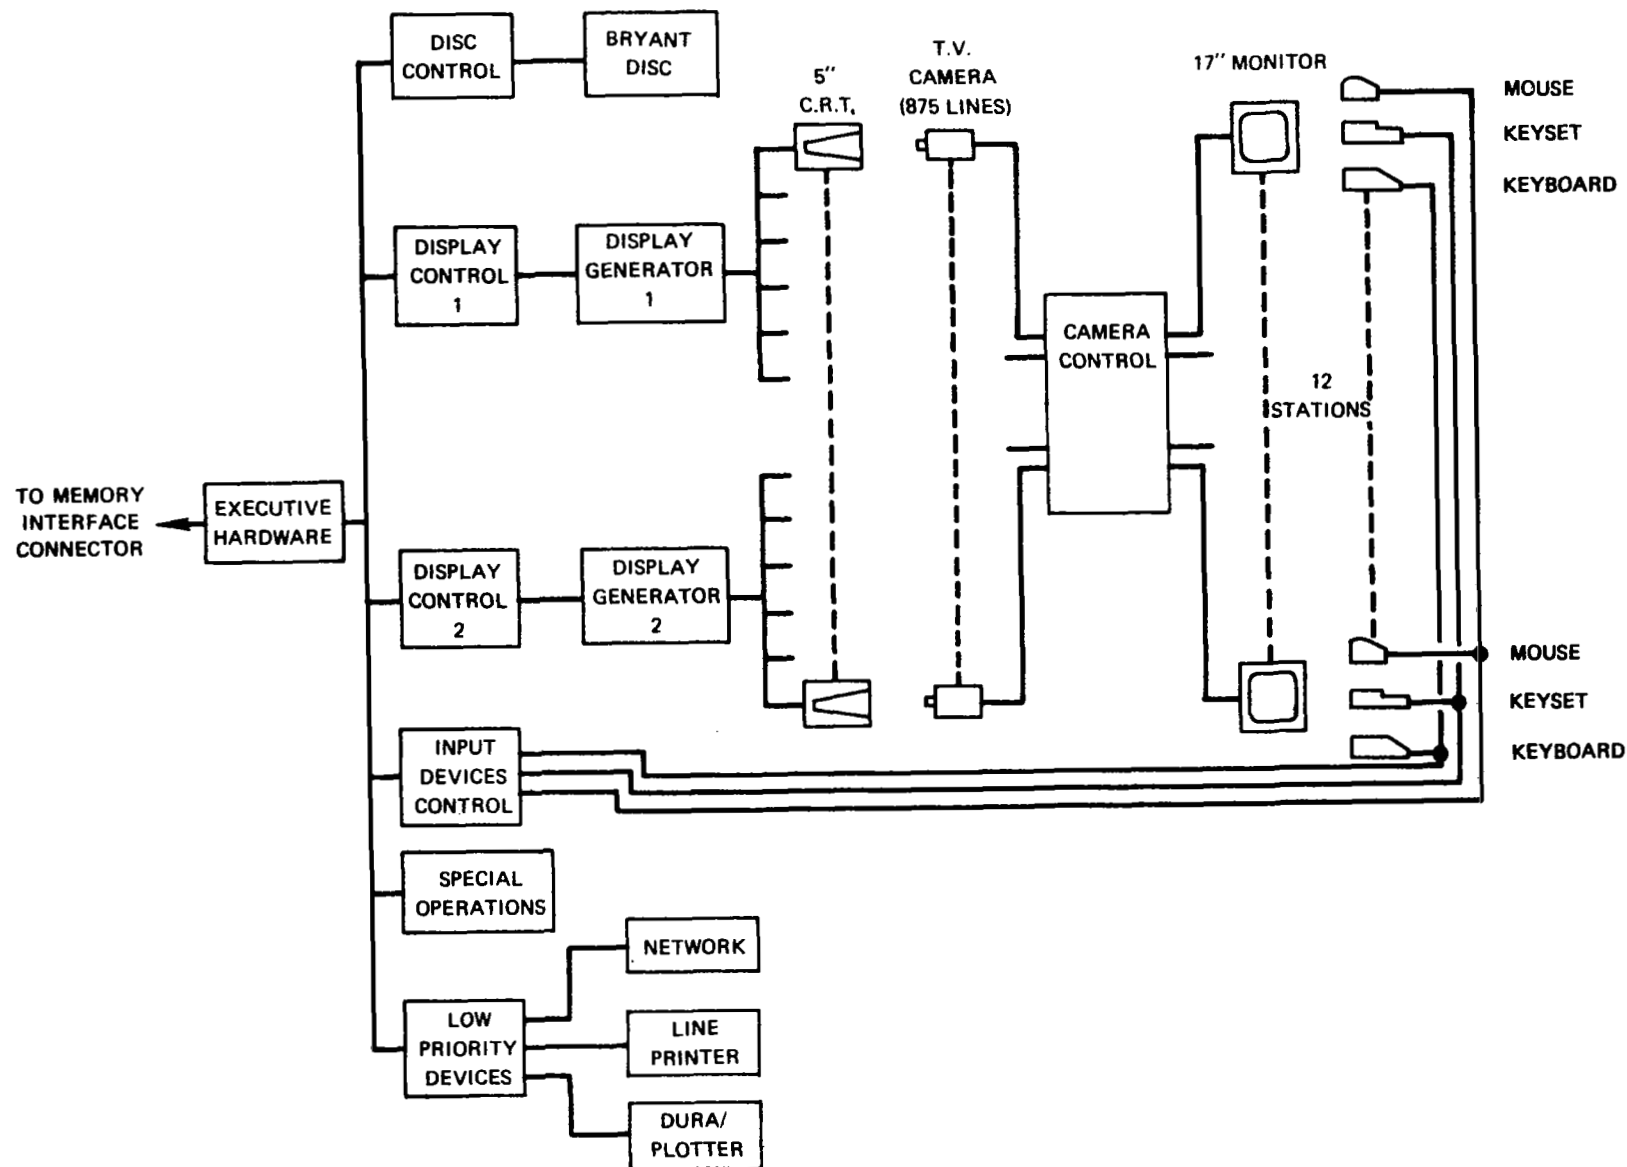 DISC
CONTROL
BRYANT
DISC
5"
C.R.T.
T.V.
CAMERA
(875 LINES)
17" MONITOR
MOUSE
KEYSET
KEYBOARD
DISPLAY
CONTROL
1
DISPLAY
GENERATOR
1
CAMERA
CONTROL
12
STATIONS
TO MEMORY
INTERFACE
CONNECTOR
EXECUTIVE
HARDWARE
DISPLAY
CONTROL
2
DISPLAY
GENERATOR
2
MOUSE
KEYSET
KEYBOARD
INPUT
DEVICES
CONTROL
SPECIAL
OPERATIONS
LOW
PRIORITY
DEVICES
NETWORK
LINE
PRINTER
DURA/
PLOTTER